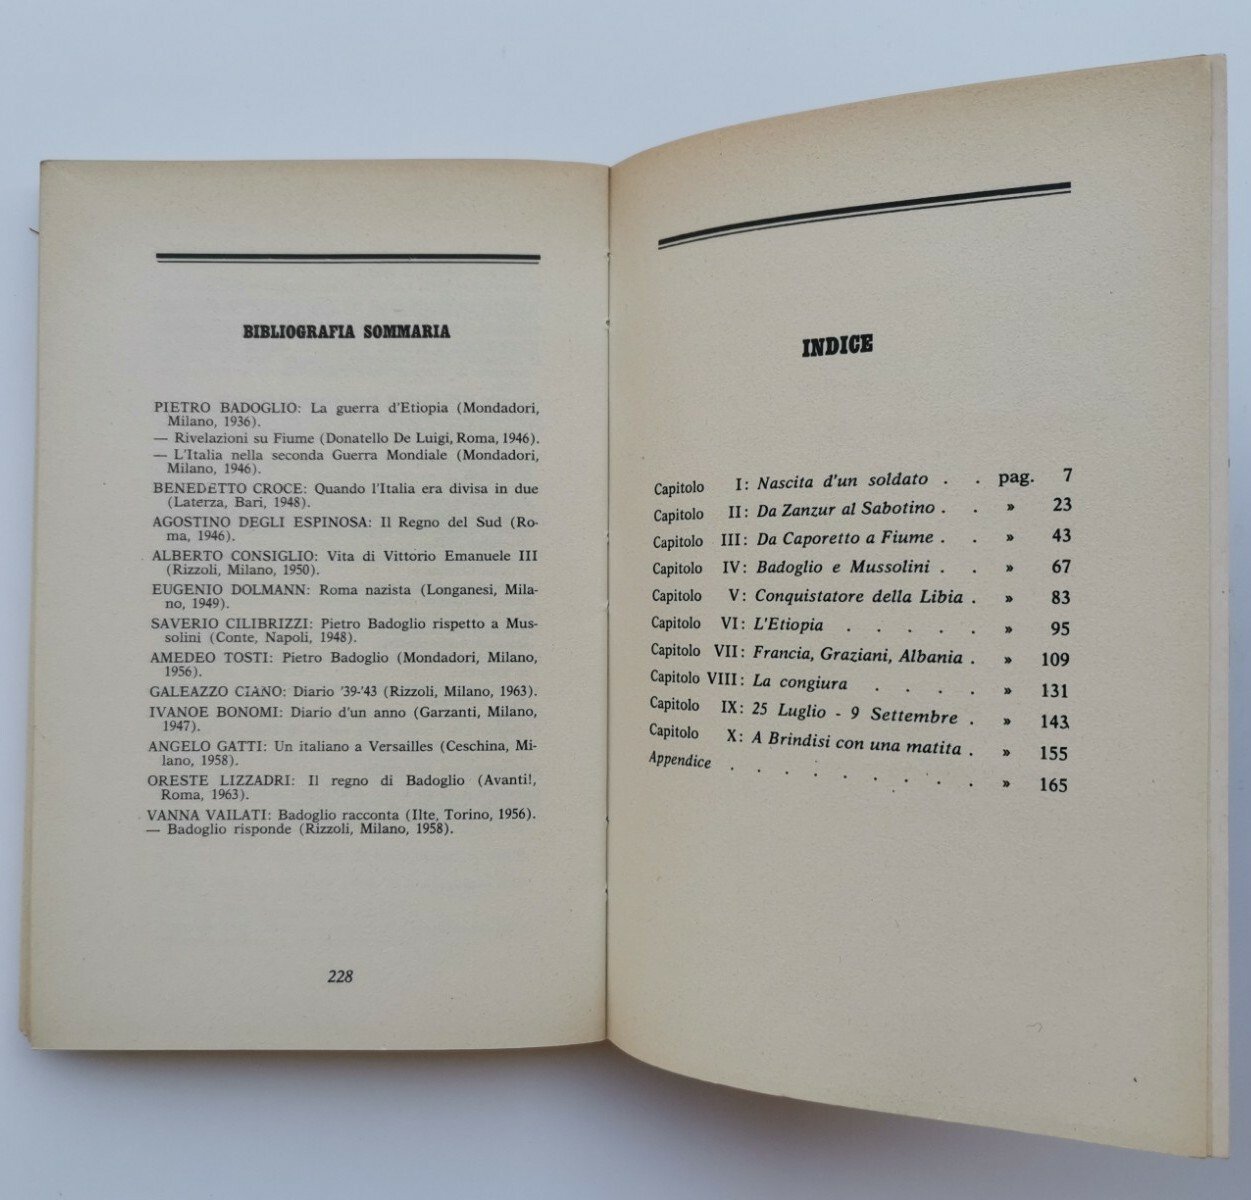 BIBLIOGRAFIA SOMMARIA
PIETRO BADOGLIO: La guerra d'Etiopia (Mondadori,
Milano, 1936).
— Rivelazioni su Fiume (Donatello De Luigi, Roma, 1946).
— L'Italia nella seconda Guerra Mondiale (Mondadori,
Milano, 1946).
BENEDETTO CROCE: Quando l'Italia era divisa in due
(Laterza, Bari, 1948).
AGOSTINO DEGLI ESPINOSA: Il Regno del Sud (Ro-
ma, 1946).
ALBERTO CONSIGLIO: Vita di Vittorio Emanuele III
(Rizzoli, Milano, 1950).
EUGENIO DOLMANN: Roma nazista (Longanesi, Mila-
no, 1949).
SAVERIO CILIBRIZZI: Pietro Badoglio rispetto a Mus-
solini (Conte, Napoli, 1948).
AMEDEO TOSTI: Pietro Badoglio (Mondadori, Milano,
1956).
GALEAZZO CIANO: Diario '39-'43 (Rizzoli, Milano, 1963).
IVANOE BONOMI: Diario d'un anno (Garzanti, Milano,
1947).
ANGELO GATTI: Un italiano a Versailles (Ceschina, Mi-
lano, 1958).
ORESTE LIZZADRI: Il regno di Badoglio (Avanti!,
Roma, 1963).
VANNA VAILATI: Badoglio racconta (Ilte, Torino, 1956).
— Badoglio risponde (Rizzoli, Milano, 1958).
228
INDICE
Capitolo I: Nascita d'un soldato . . pag. 7
Capitolo II: Da Zanzur al Sabotino . . » 23
Capitolo III: Da Caporetto a Fiume . . » 43
Capitolo IV: Badoglio e Mussolini . . » 67
Capitolo V: Conquistatore della Libia . » 83
Capitolo VI: L'Etiopia . . . . . » 95
Capitolo VII: Francia, Graziani, Albania . » 109
Capitolo VIII: La congiura . . . . » 131
Capitolo IX: 25 Luglio - 9 Settembre . » 143
Capitolo X: A Brindisi con una matita . » 155
Appendice . . . . . . . . . » 165